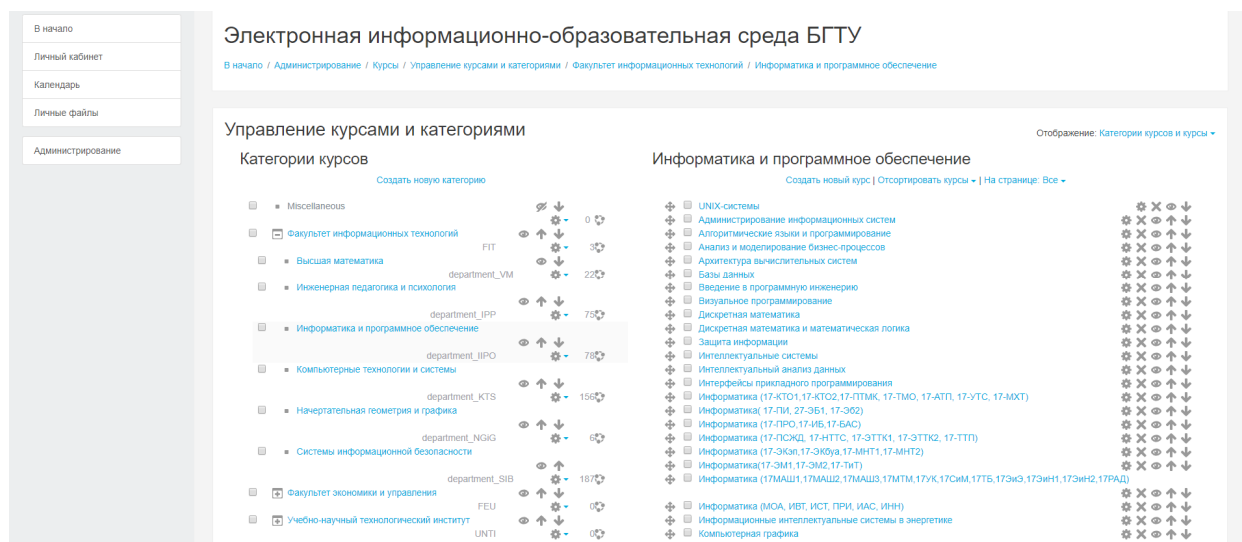 В начало
Личный кабинет
Календарь
Личные файлы
Администрирование
Электронная информационно-образовательная среда БГТУ
В начало / Администрирование / Курсы / Управление курсами и категориями / Факультет информационных технологий / Информатика и программное обеспечение
Управление курсами и категориями
Отображение: Категории курсов и курсы
Категории курсов
Создать новую категорию
Miscellaneous
0
Факультет информационных технологий
FIT 3
Высшая математика
department_VM 22
Инженерная педагогика и психология
department_IPP 75
Информатика и программное обеспечение
department_IIPO 78
Компьютерные технологии и системы
department_KTS 156
Начертательная геометрия и графика
department_NGiG 6
Системы информационной безопасности
department_SIB 187
Факультет экономики и управления
FEU 0
Учебно-научный технологический институт
UNTI 0
Информатика и программное обеспечение
Создать новый курс | Отсортировать курсы | На странице: Все
UNIX-системы
Администрирование информационных систем
Алгоритмические языки и программирование
Анализ и моделирование бизнес-процессов
Архитектура вычислительных систем
Базы данных
Введение в программную инженерию
Визуальное программирование
Дискретная математика
Дискретная математика и математическая логика
Защита информации
Интеллектуальные системы
Интеллектуальный анализ данных
Интерфейсы прикладного программирования
Информатика (17-КТО1,17-КТО2,17-ПТМК, 17-ТМО, 17-АТП, 17-УТС, 17-МХТ)
Информатика( 17-ПИ, 27-ЭБ1, 17-Эб2)
Информатика (17-ПРО,17-ИБ,17-БАС)
Информатика (17-ПСЖД, 17-НТТС, 17-ЭТТК1, 17-ЭТТК2, 17-ТТП)
Информатика (17-ЭКэп,17-ЭКбуа,17-МНТ1,17-МНТ2)
Информатика(17-ЭМ1,17-ЭМ2,17-ТиТ)
Информатика (17МАШ1,17МАШ2,17МАШ3,17МТМ,17УК,17СиМ,17ТБ,17ЭиЭ,17ЭиН1,17ЭиН2,17РАД)
Информатика (МОА, ИВТ, ИСТ, ПРИ, ИАС, ИНН)
Информационные интеллектуальные системы в энергетике
Компьютерная графика